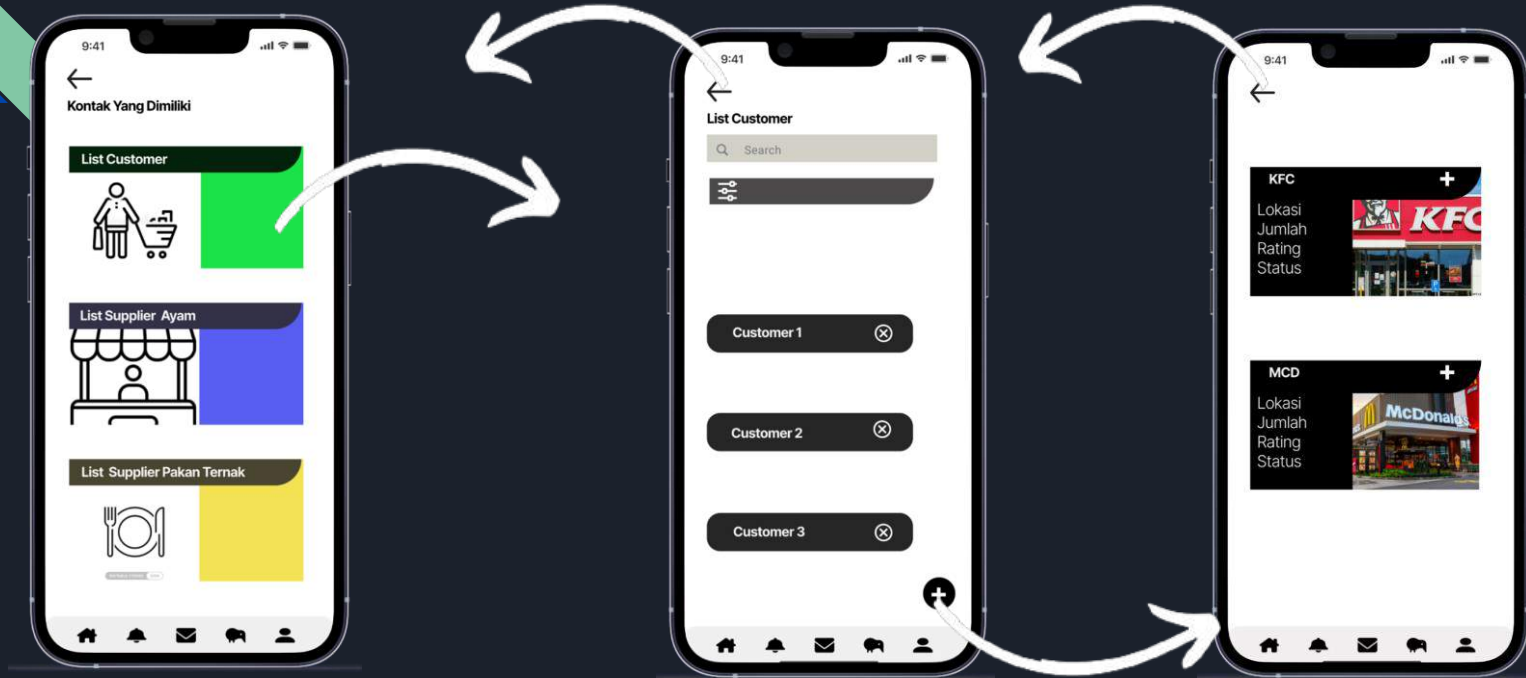 9:41
Kontak Yang Dimiliki
List Customer
List Supplier Ayam
List Supplier Pakan Ternak
9:41
List Customer
Search
Customer 1
Customer 2
Customer 3
9:41
KFC
Lokasi
Jumlah
Rating
Status
KFC
MCD
Lokasi
Jumlah
Rating
Status
McDonald's